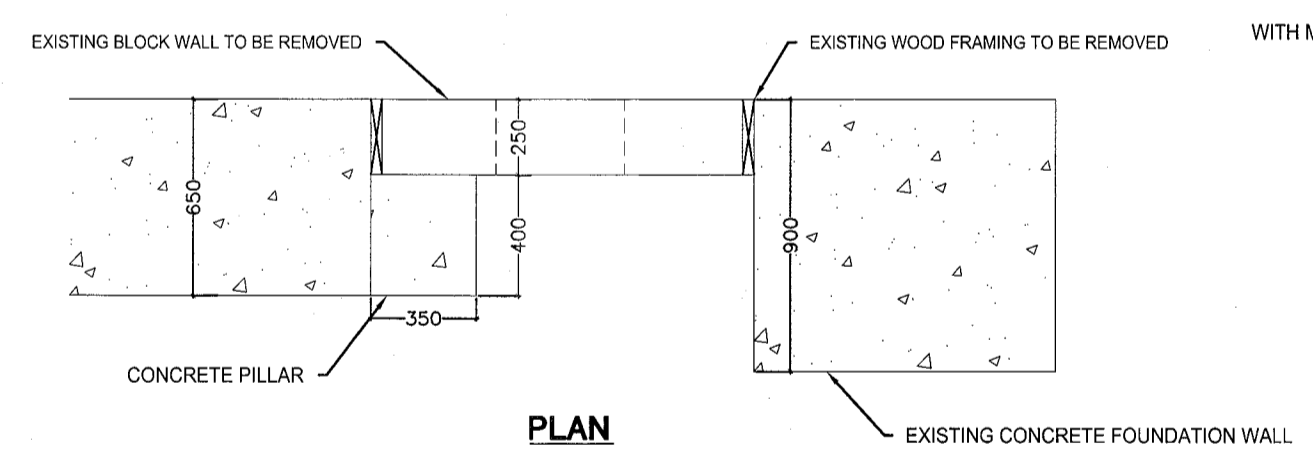 WITH
EXISTING BLOCK WALL TO BE REMOVED
EXISTING WOOD FRAMING TO BE REMOVED
250
650
400
900
350
CONCRETE PILLAR
PLAN
EXISTING CONCRETE FOUNDATION WALL